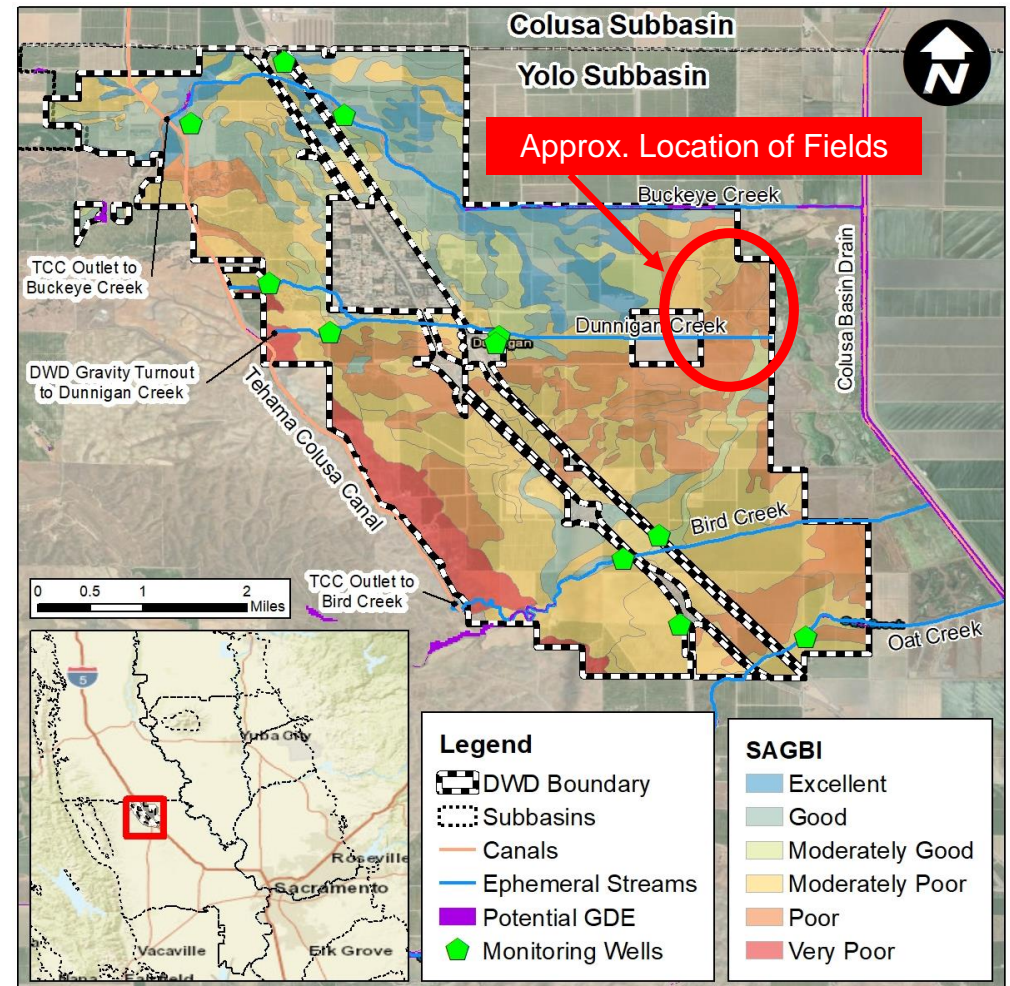 Colusa Subbasin
Yolo Subbasin
N
Approx. Location of Fields
Buckeye Creek
TCC Outlet to
Buckeye Creek
Colusa Basin Drain
Dunnigan Creek
Dunnigan
DWD Gravity Turnout
to Dunnigan Creek
Tehama Colusa Canal
Bird Creek
TCC Outlet to
Bird Creek
Oat Creek
0 0.5 1 2
Miles
5
Yuba City
Roseville
Sacramento
Vacaville
Elk Grove
Napa
Fairfield
Legend
DWD Boundary
Subbasins
Canals
Ephemeral Streams
Potential GDE
Monitoring Wells
SAGBI
Excellent
Good
Moderately Good
Moderately Poor
Poor
Very Poor